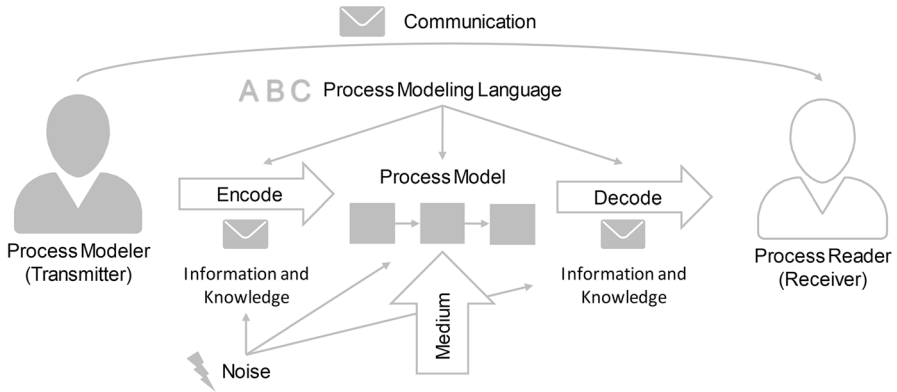 Communication
A B C Process Modeling Language
Encode
Process Model
Decode
Process Modeler
(Transmitter)
Information and
Knowledge
Medium
Information and
Knowledge
Process Reader
(Receiver)
Noise